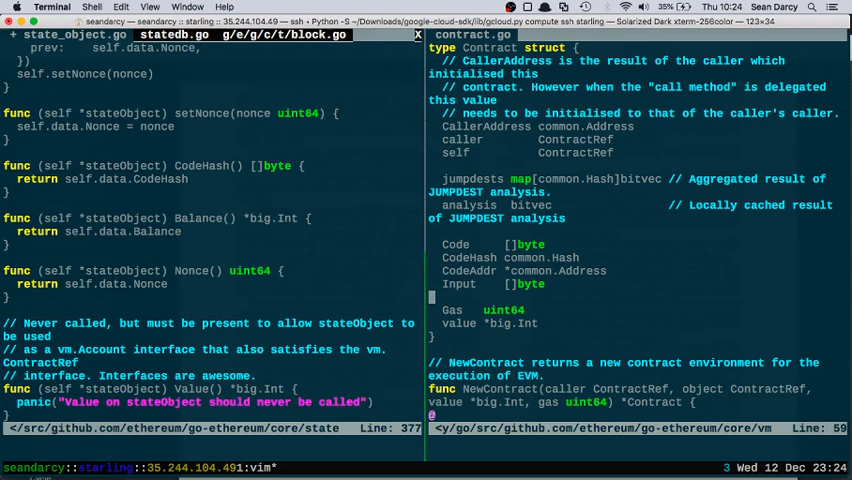 Shell Edit View Window Help 35% Thu 10:24 Sean Darcy
seandarcy :: starling :: 35.244.104.49 • ssh • Python -S ~/Downloads/google-cloud-sdk/lib/gcloud.py compute ssh starling • Solarized Dark xterm-256color • 123×34
+ state_object.go statedb.go g/e/g/c/t/block.go X
prev: self.data.Nonce,
})
self.setNonce(nonce)
}
func (self *stateObject) setNonce(nonce uint64) {
self.data.Nonce = nonce
}
func (self *stateObject) CodeHash() []byte {
return self.data.CodeHash
}
func (self *stateObject) Balance() *big.Int {
return self.data.Balance
}
func (self *stateObject) Nonce() uint64 {
return self.data.Nonce
}
// Never called, but must be present to allow stateObject to
be used
// as a vm.Account interface that also satisfies the vm.
ContractRef
// interface. Interfaces are awesome.
func (self *stateObject) Value() *big.Int {
panic("Value on stateObject should never be called")
}
</src/github.com/ethereum/go-ethereum/core/state Line: 377
contract.go
type Contract struct {
// CallerAddress is the result of the caller which
initialised this
// contract. However when the "call method" is delegated
this value
// needs to be initialised to that of the caller's caller.
CallerAddress common.Address
caller ContractRef
self ContractRef
jumpdests map[common.Hash]bitvec // Aggregated result of
JUMPDEST analysis.
analysis bitvec // Locally cached result
of JUMPDEST analysis
Code []byte
CodeHash common.Hash
CodeAddr *common.Address
Input []byte
Gas uint64
value *big.Int
}
// NewContract returns a new contract environment for the
execution of EVM.
func NewContract(caller ContractRef, object ContractRef,
value *big.Int, gas uint64) *Contract {
@
<y/go/src/github.com/ethereum/go-ethereum/core/vm Line: 59
seandarcy::starling::35.244.104.491:vim* 3 Wed 12 Dec 23:24